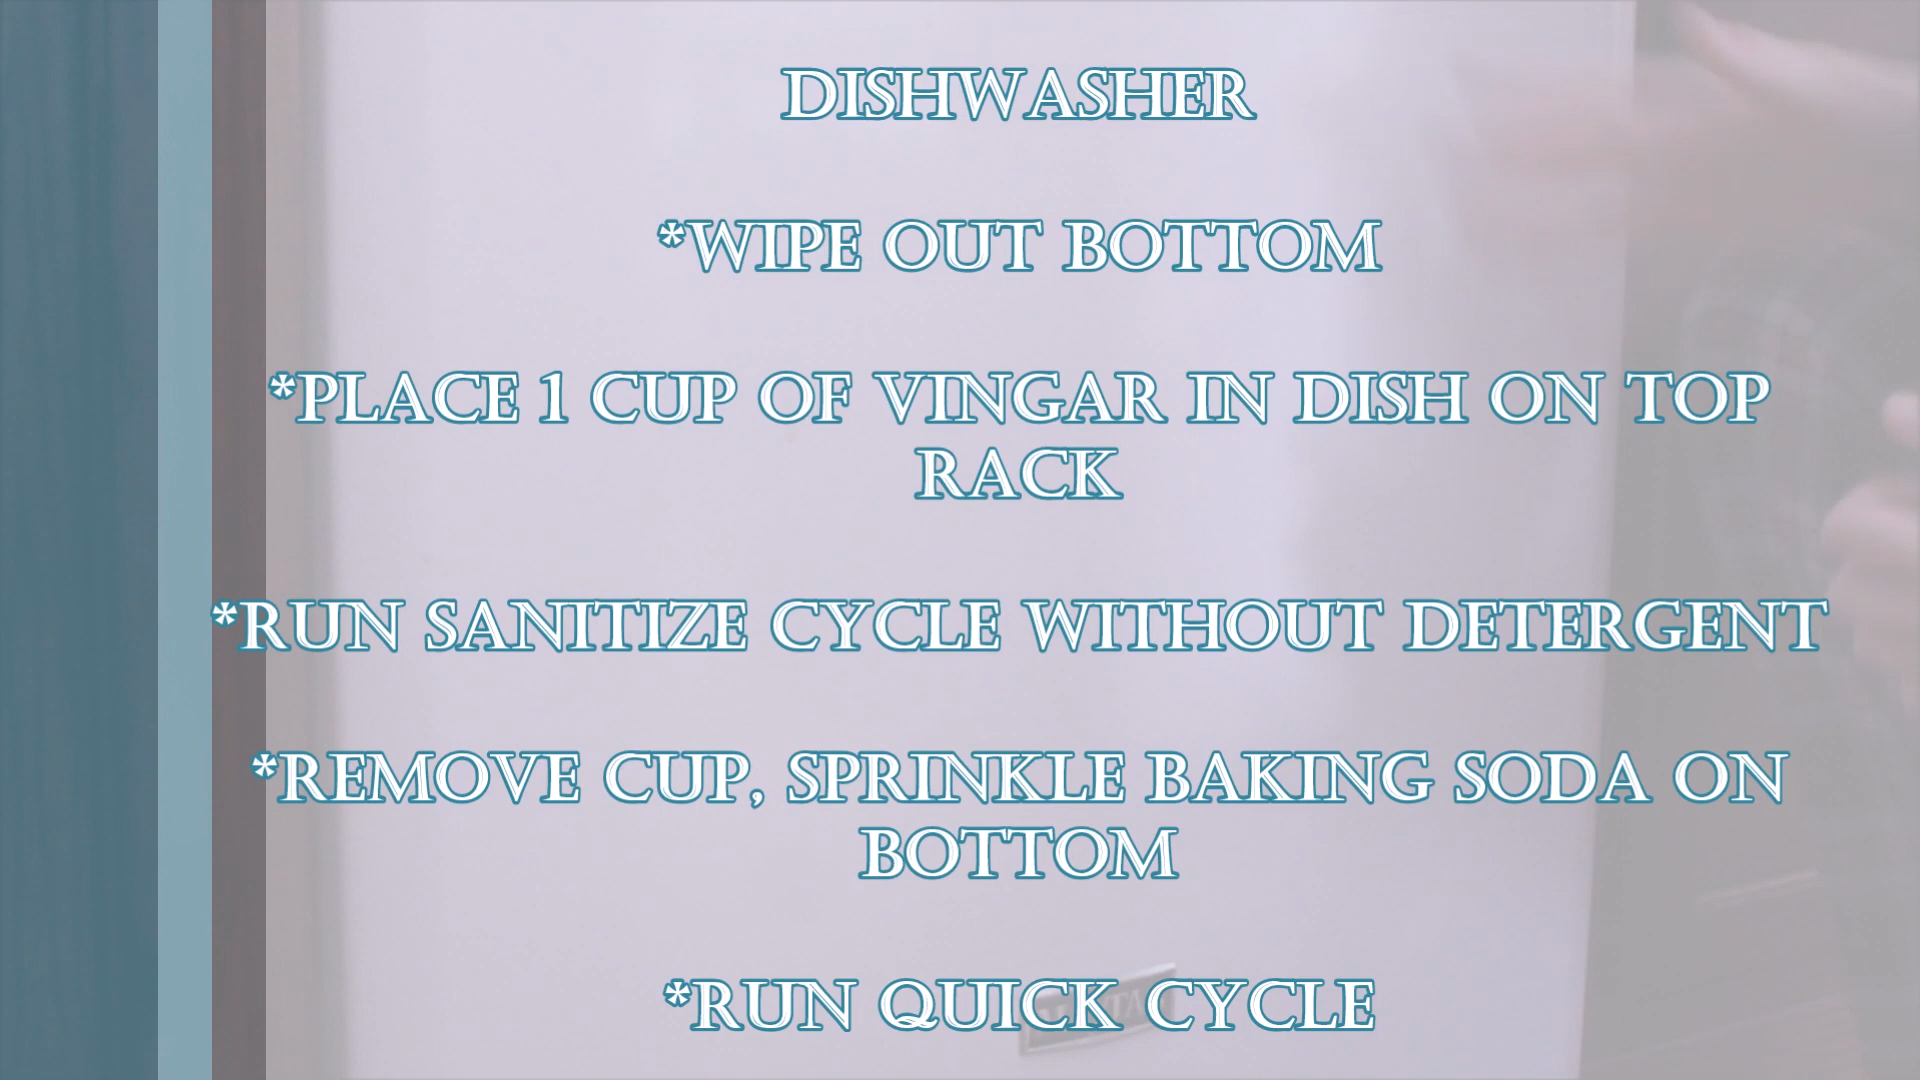 DISHWASHER
*WIPE OUT BOTTOM
*PLACE 1 CUP OF VINGAR IN DISH ON TOP
RACK
*RUN SANITIZE CYCLE WITHOUT DETERGENT
*REMOVE CUP, SPRINKLE BAKING SODA ON
BOTTOM
*RUN QUICK CYCLE